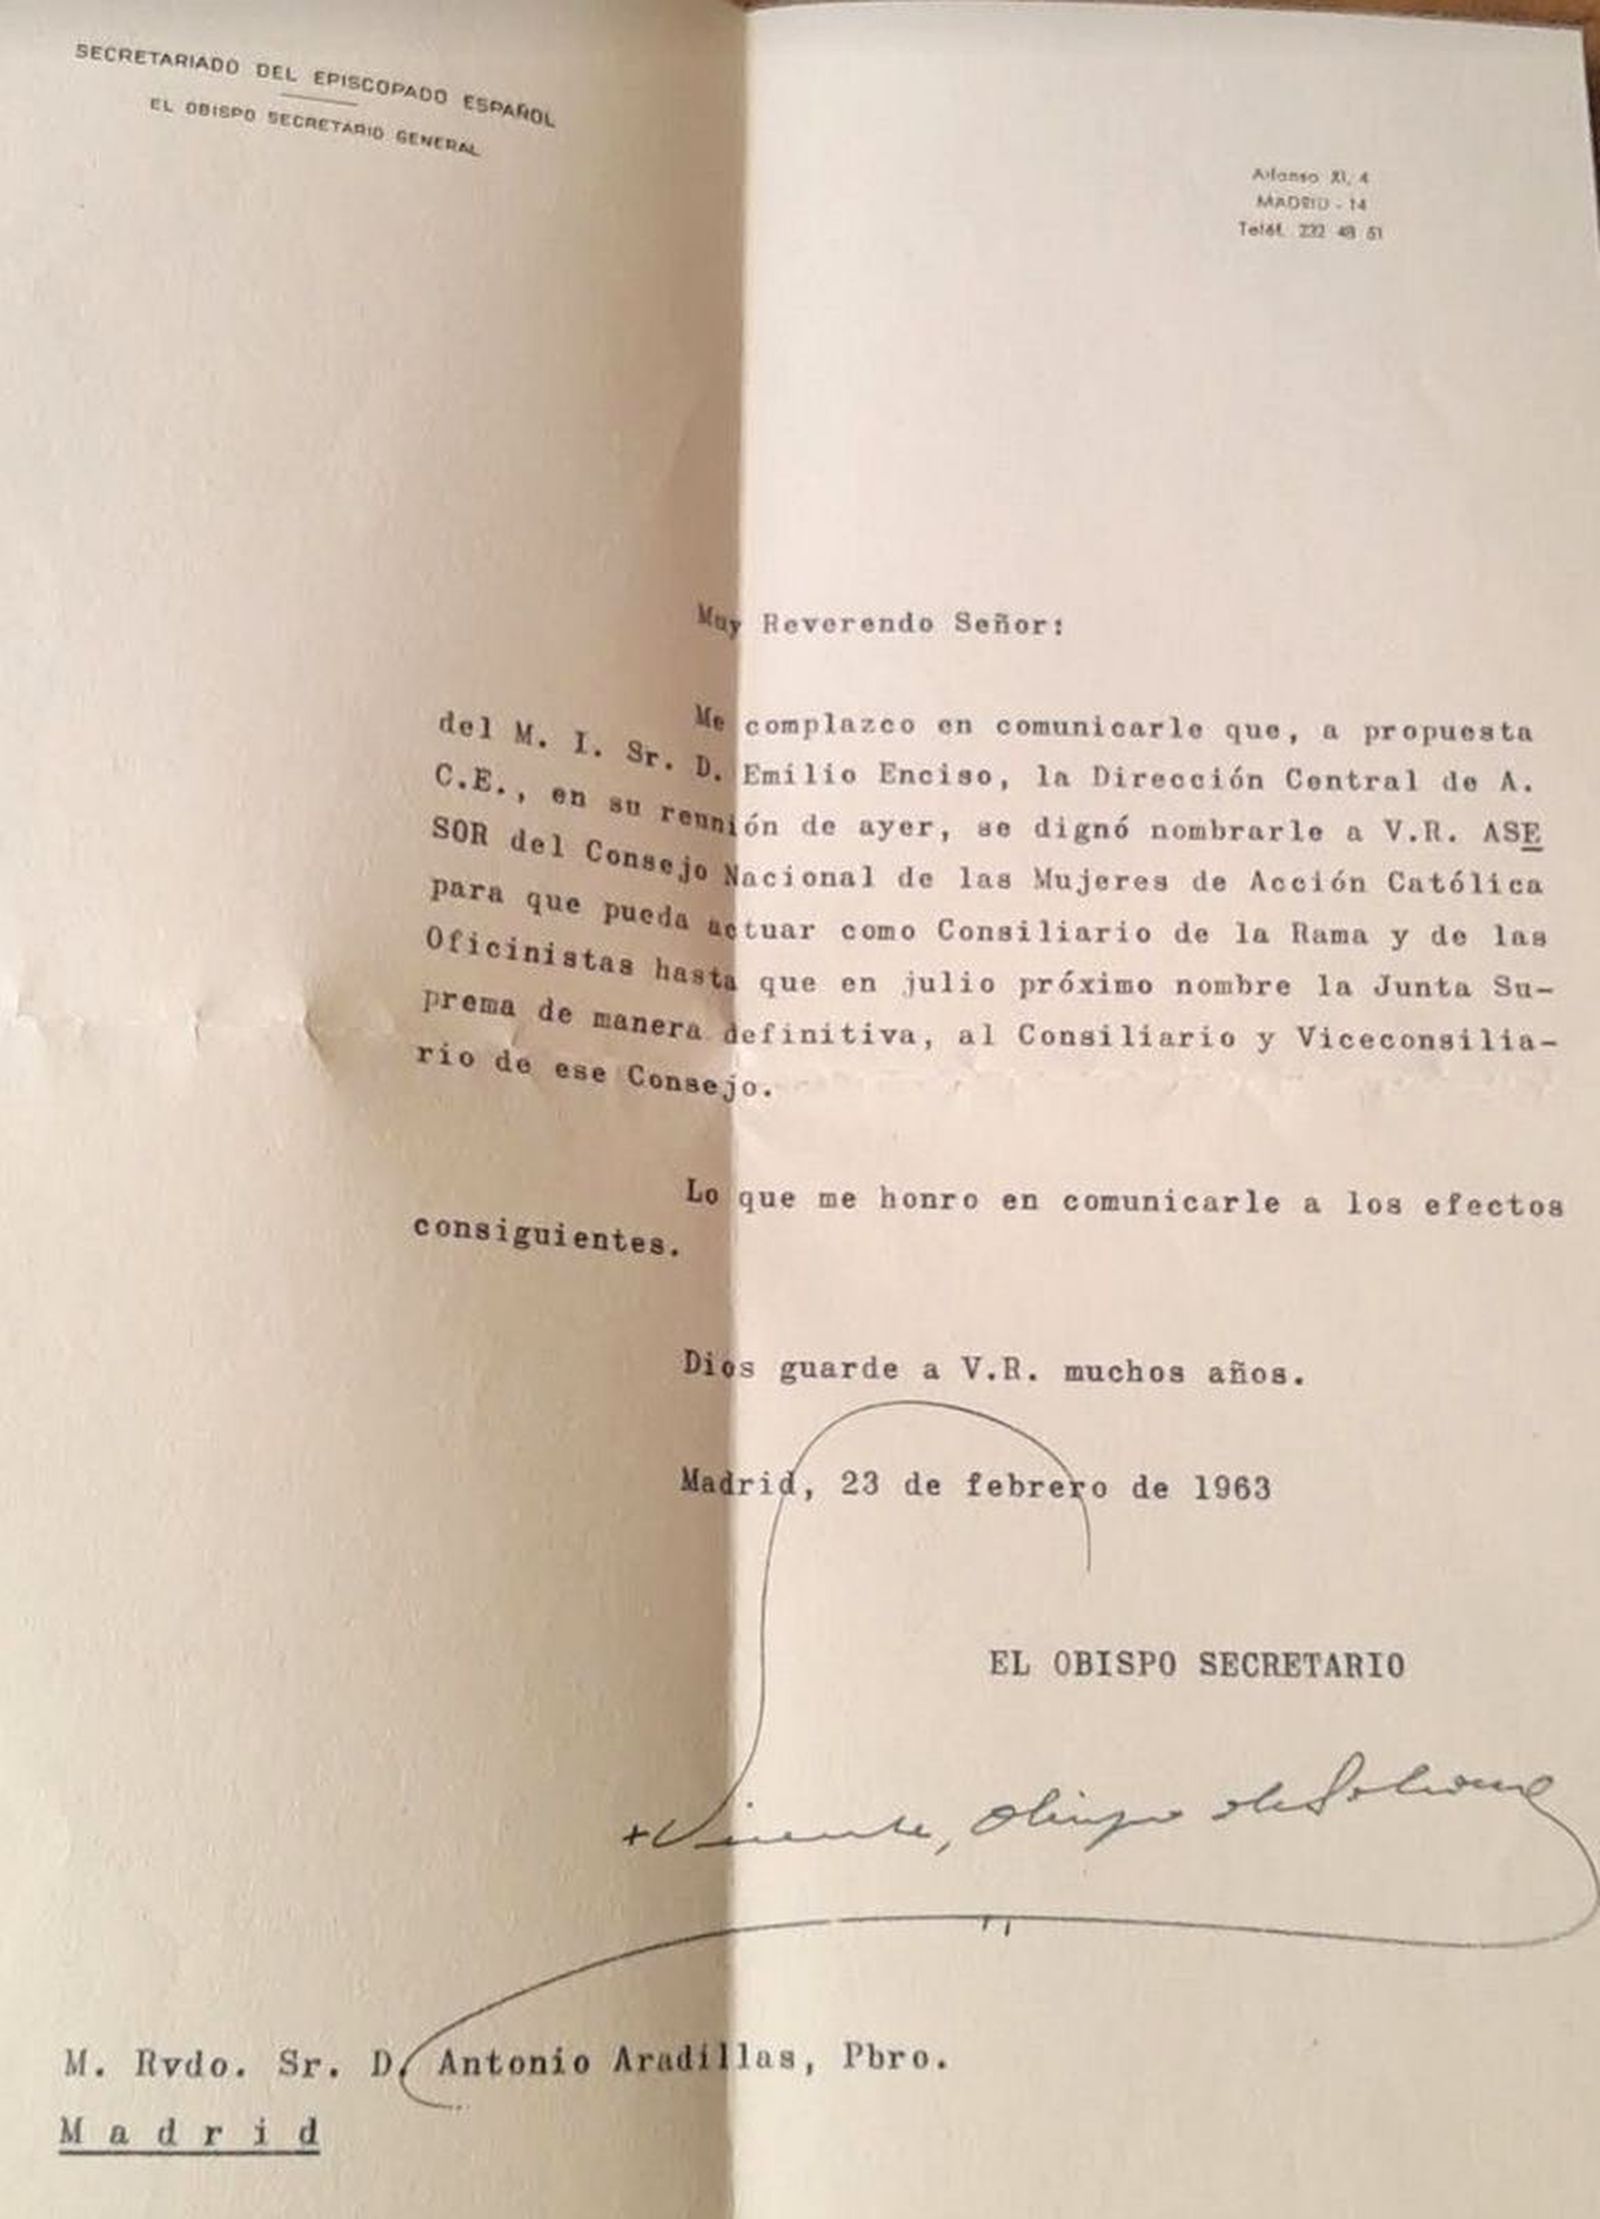 SECRETARIADO DEL EPISCOPADO ESPAÑOL
EL OBISPO SECRETARIO GENERAL
Alfonso XI, 4
MADRID - 14
Teléf. 222 48 51
Muy Reverendo Señor:
Me complazco en comunicarle que, a propuesta
del M. I. Sr. D. Emilio Enciso, la Dirección Central de A.
C.E., en su reunión de ayer, se dignó nombrarle a V.R. ASE
SOR del Consejo Nacional de las Mujeres de Acción Católica
para que pueda actuar como Consiliario de la Rama y de las
Oficinistas hasta que en julio próximo nombre la Junta Su-
prema de manera definitiva, al Consiliario y Viceconsilia-
rio de ese Consejo.
Lo que me honro en comunicarle a los efectos
consiguientes.
Dios guarde a V.R. muchos años.
Madrid, 23 de febrero de 1963
EL OBISPO SECRETARIO
+ Vicente, Obispo de Solsona
M. Rvdo. Sr. D. Antonio Aradillas, Pbro.
M a d r i d